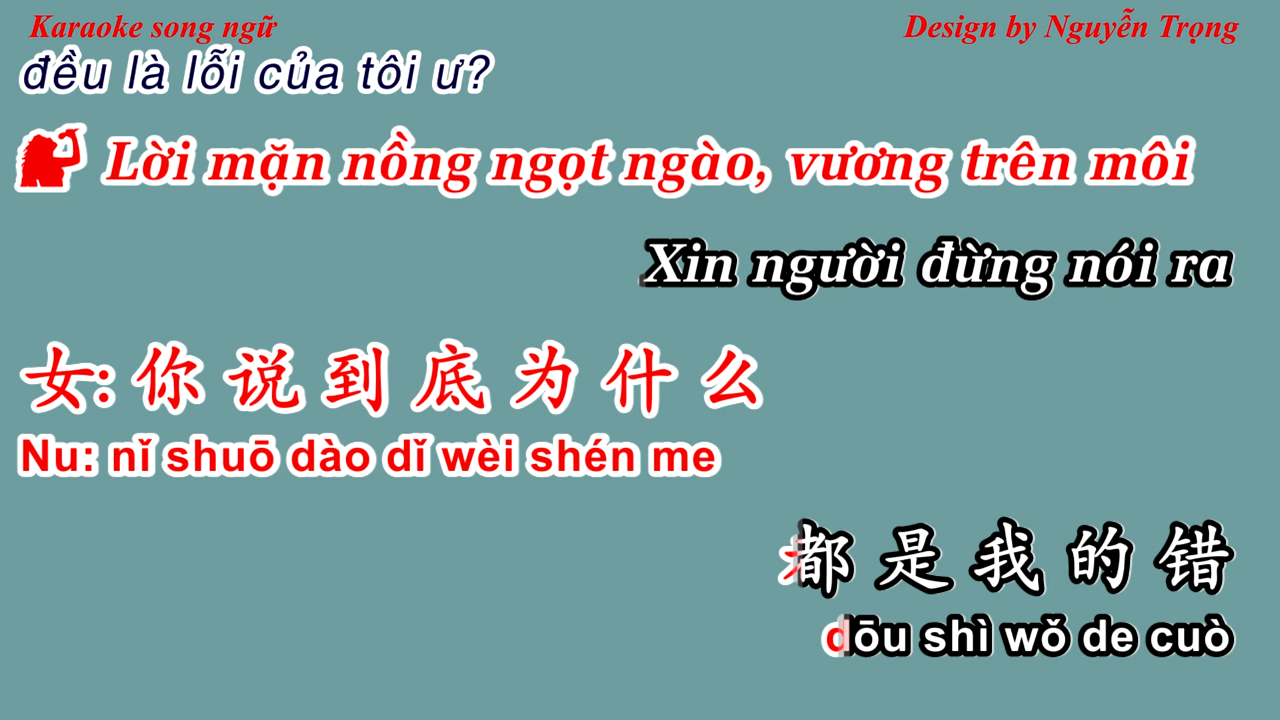 Karaoke song ngữ
Design by Nguyễn Trọng
đều là lỗi của tôi ư?
Lời mặn nồng ngọt ngào, vương trên môi
Xin người đừng nói ra
女: 你 说 到 底 为 什 么
Nu: nǐ shuō dào dǐ wèi shén me
都 是 我 的 错
dōu shì wǒ de cuò